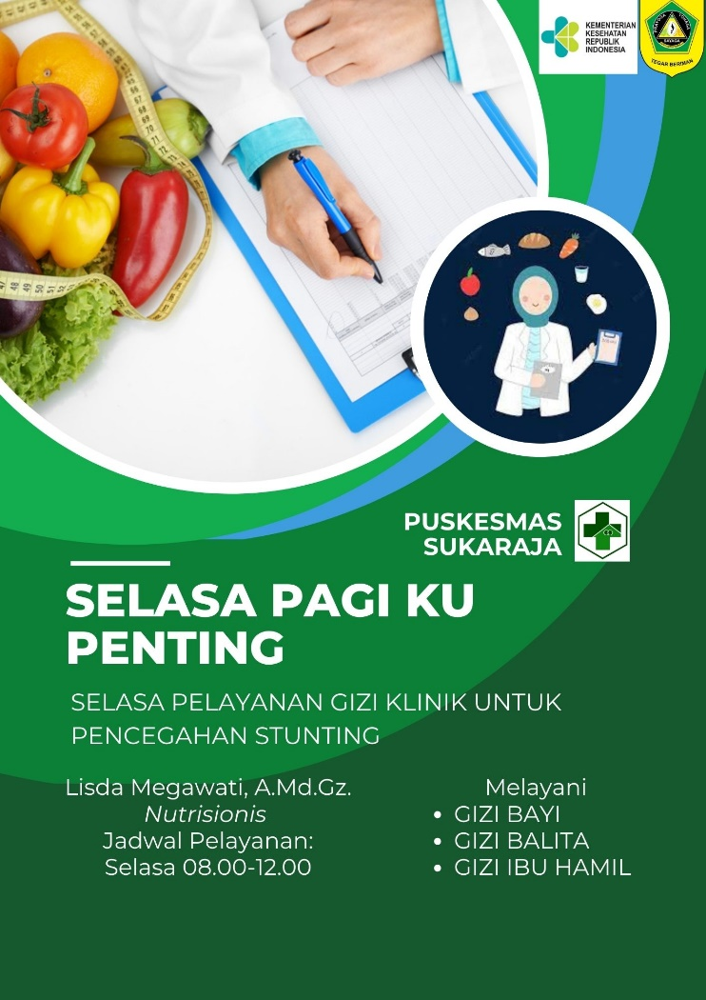 KEMENTERIAN
KESEHATAN
REPUBLIK
INDONESIA
TEGAR BERIMAN
PUSKESMAS
SUKARAJA
SELASA PAGI KU
PENTING
SELASA PELAYANAN GIZI KLINIK UNTUK
PENCEGAHAN STUNTING
Lisda Megawati, A.Md.Gz.
Nutrisionis
Jadwal Pelayanan:
Selasa 08.00-12.00
Melayani
• GIZI BAYI
• GIZI BALITA
• GIZI IBU HAMIL